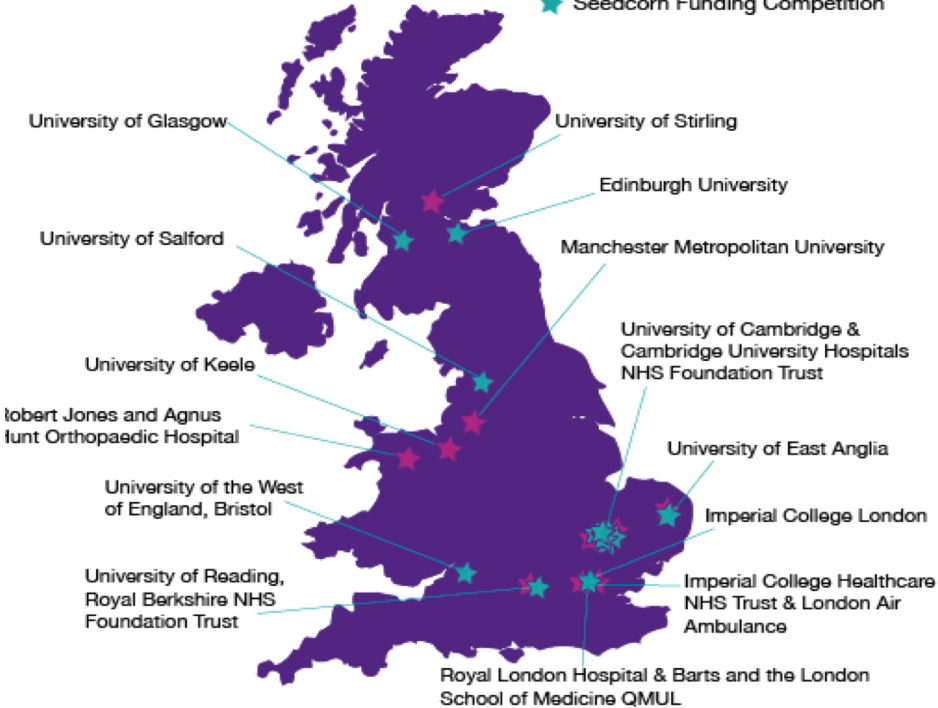 Seedcorn Funding Competition
University of Glasgow
University of Stirling
Edinburgh University
University of Salford
Manchester Metropolitan University
University of Cambridge &
Cambridge University Hospitals
NHS Foundation Trust
University of Keele
Robert Jones and Agnus
Hunt Orthopaedic Hospital
University of East Anglia
University of the West
of England, Bristol
Imperial College London
University of Reading,
Royal Berkshire NHS
Foundation Trust
Imperial College Healthcare
NHS Trust & London Air
Ambulance
Royal London Hospital & Barts and the London
School of Medicine QMUL